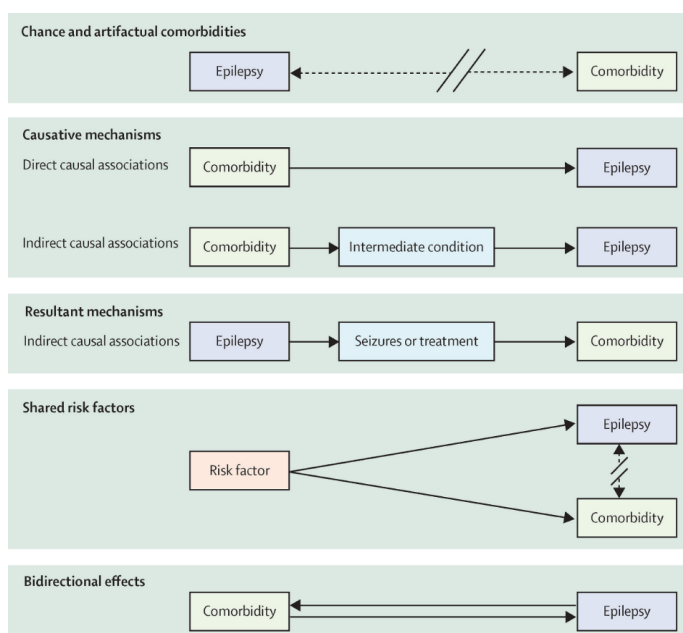 Chance and artifactual comorbidities
Epilepsy
Comorbidity
Causative mechanisms
Direct causal associations
Comorbidity
Epilepsy
Indirect causal associations
Comorbidity
Intermediate condition
Epilepsy
Resultant mechanisms
Indirect causal associations
Epilepsy
Seizures or treatment
Comorbidity
Shared risk factors
Epilepsy
Risk factor
Comorbidity
Bidirectional effects
Comorbidity
Epilepsy